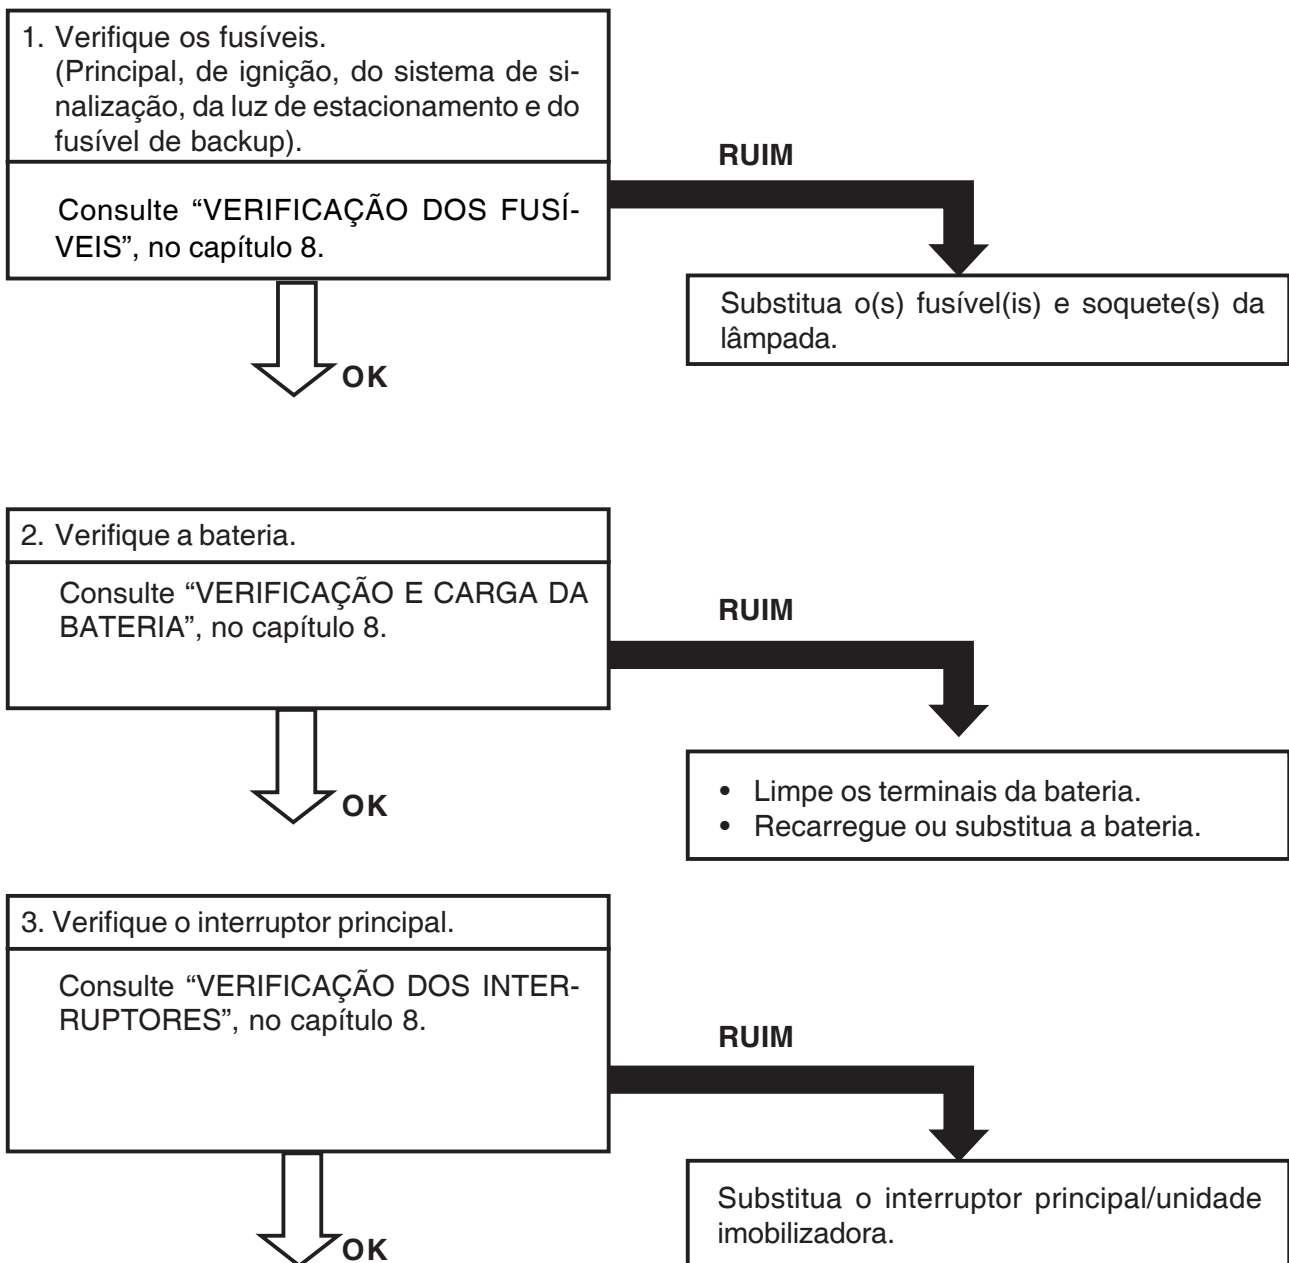 1. Verifique os fusíveis.
(Principal, de ignição, do sistema de si-
nalização, da luz de estacionamento e do
fusível de backup).
Consulte “VERIFICAÇÃO DOS FUSÍ-
VEIS”, no capítulo 8.
RUIM
Substitua o(s) fusível(is) e soquete(s) da
lâmpada.
OK
2. Verifique a bateria.
Consulte “VERIFICAÇÃO E CARGA DA
BATERIA”, no capítulo 8.
RUIM
• Limpe os terminais da bateria.
• Recarregue ou substitua a bateria.
OK
3. Verifique o interruptor principal.
Consulte “VERIFICAÇÃO DOS INTER-
RUPTORES”, no capítulo 8.
RUIM
Substitua o interruptor principal/unidade
imobilizadora.
OK